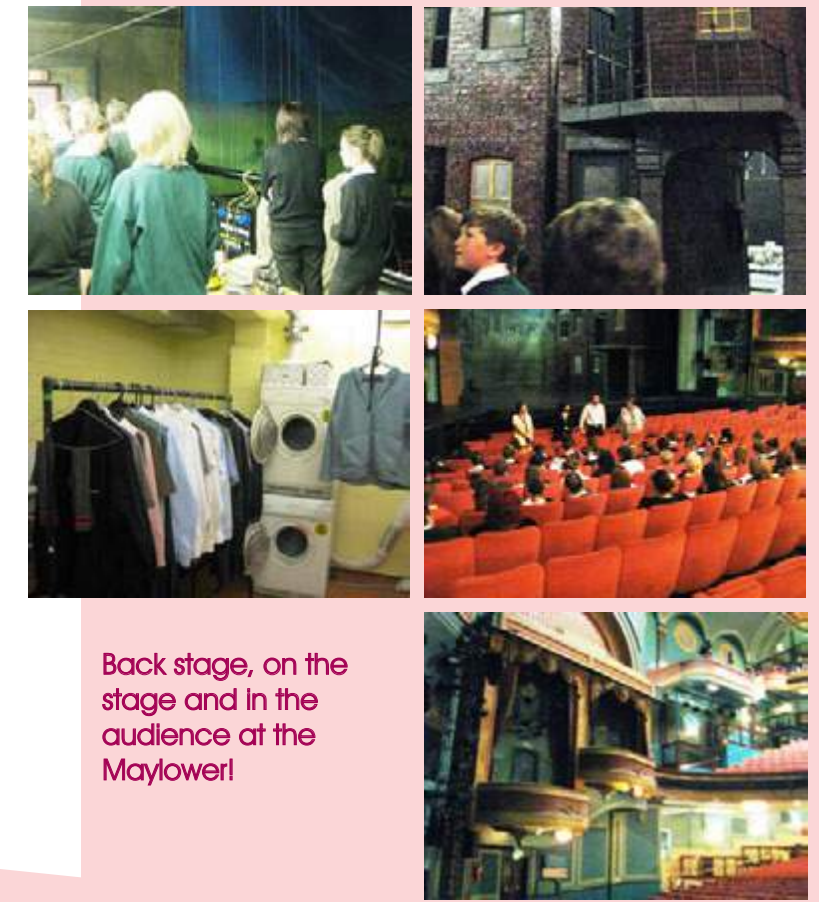 Back stage, on the
stage and in the
audience at the
Maylower!